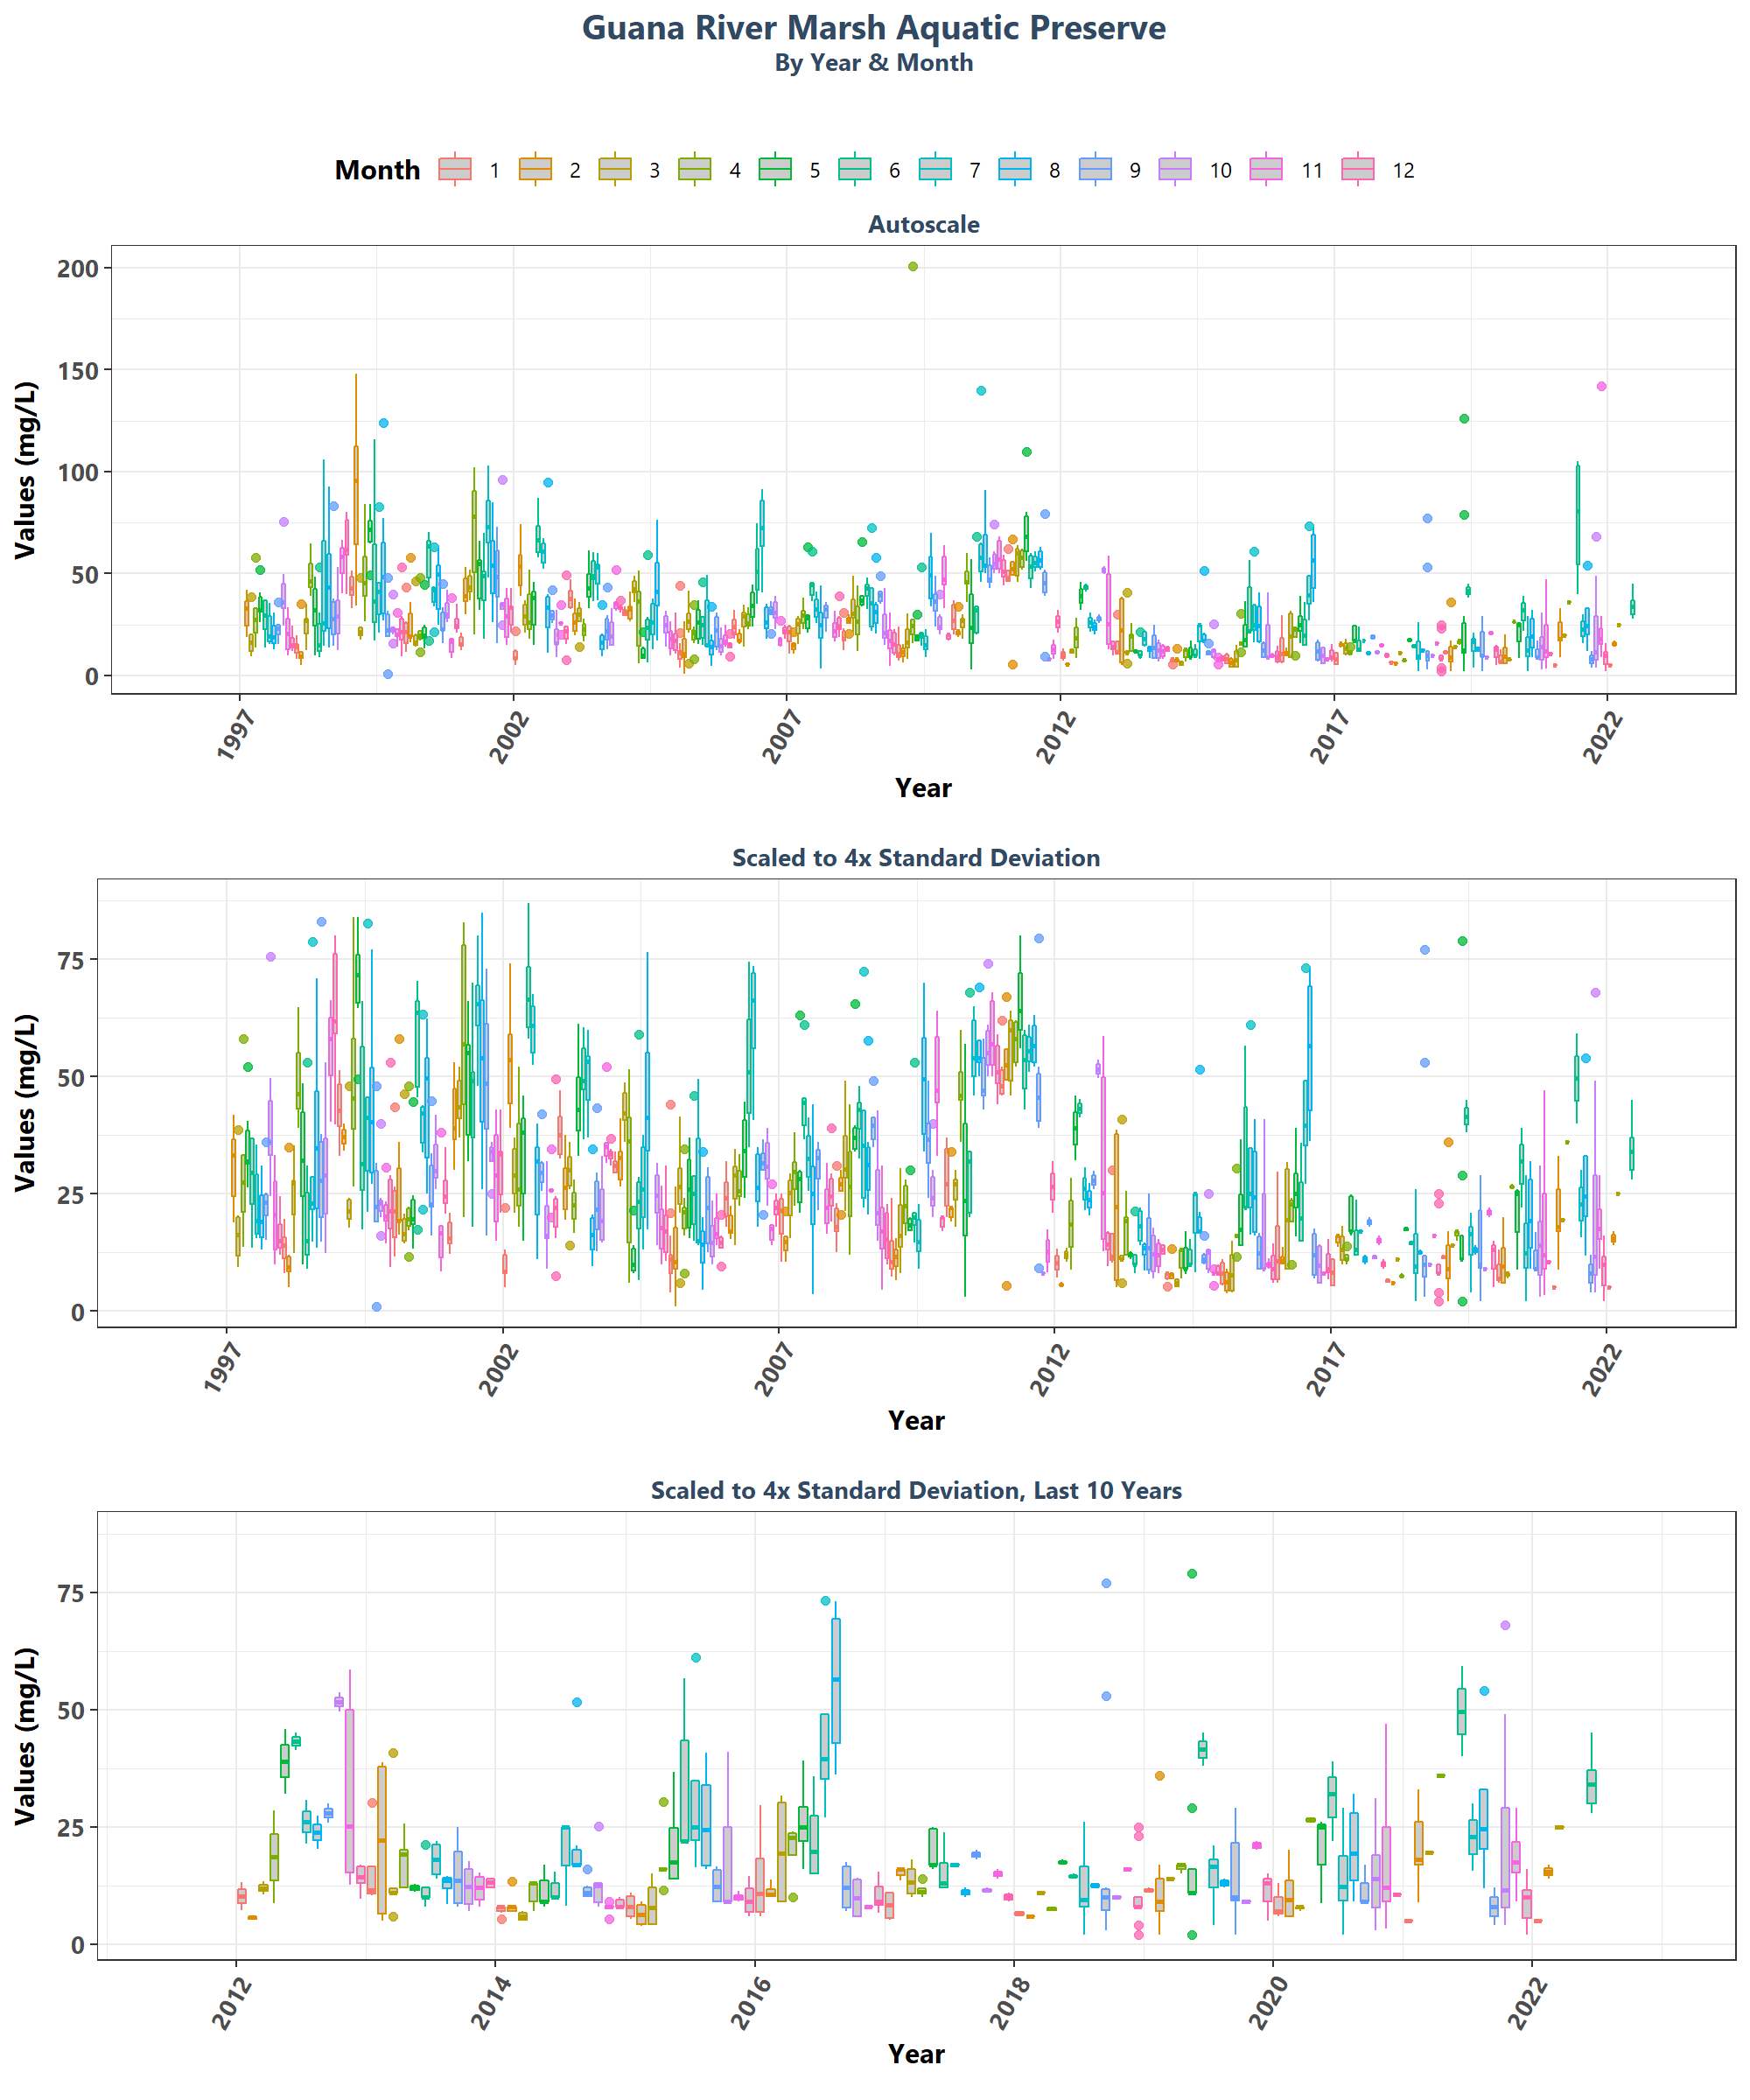 Guana River Marsh Aquatic Preserve
By Year & Month
Month 1 2 3 4 5 6 7 8 9 10 11 12
Autoscale
Values (mg/L)
200
150
100
50
0
1997 2002 2007 2012 2017 2022
Year
Scaled to 4x Standard Deviation
Values (mg/L)
75
50
25
0
1997 2002 2007 2012 2017 2022
Year
Scaled to 4x Standard Deviation, Last 10 Years
Values (mg/L)
75
50
25
0
2012 2014 2016 2018 2020 2022
Year